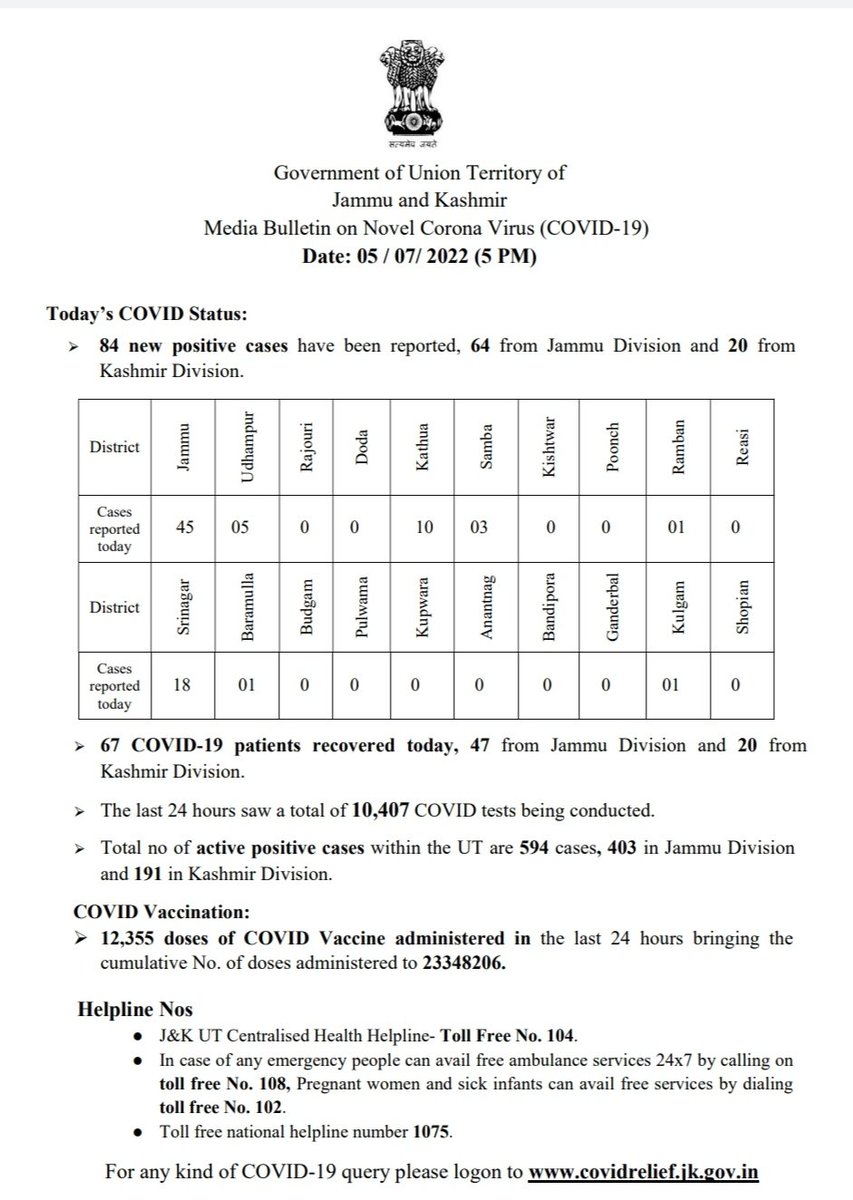 सत्यमेव जयते
Government of Union Territory of
Jammu and Kashmir
Media Bulletin on Novel Corona Virus (COVID-19)
Date: 05 / 07/ 2022 (5 PM)
Today’s COVID Status:
➢ 84 new positive cases have been reported, 64 from Jammu Division and 20 from
Kashmir Division.
District Jammu Udhampur Rajouri Doda Kathua Samba Kishtwar Poonch Ramban Reasi
Cases reported today 45 05 0 0 10 03 0 0 01 0
District Srinagar Baramulla Budgam Pulwama Kupwara Anantnag Bandipora Ganderbal Kulgam Shopian
Cases reported today 18 01 0 0 0 0 0 0 01 0
➢ 67 COVID-19 patients recovered today, 47 from Jammu Division and 20 from
Kashmir Division.
➢ The last 24 hours saw a total of 10,407 COVID tests being conducted.
➢ Total no of active positive cases within the UT are 594 cases, 403 in Jammu Division
and 191 in Kashmir Division.
COVID Vaccination:
➢ 12,355 doses of COVID Vaccine administered in the last 24 hours bringing the
cumulative No. of doses administered to 23348206.
Helpline Nos
● J&K UT Centralised Health Helpline- Toll Free No. 104.
● In case of any emergency people can avail free ambulance services 24x7 by calling on
toll free No. 108, Pregnant women and sick infants can avail free services by dialing
toll free No. 102.
● Toll free national helpline number 1075.
For any kind of COVID-19 query please logon to www.covidrelief.jk.gov.in